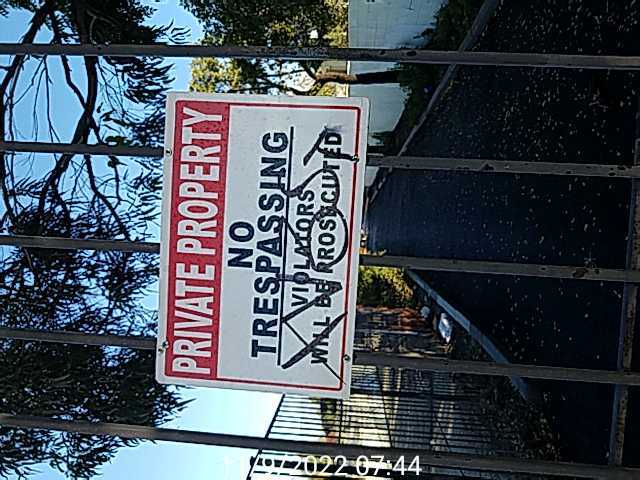 PRIVATE PROPERTY
NO
TRESPASSING
VIOLATORS
WILL BE PROSECUTED